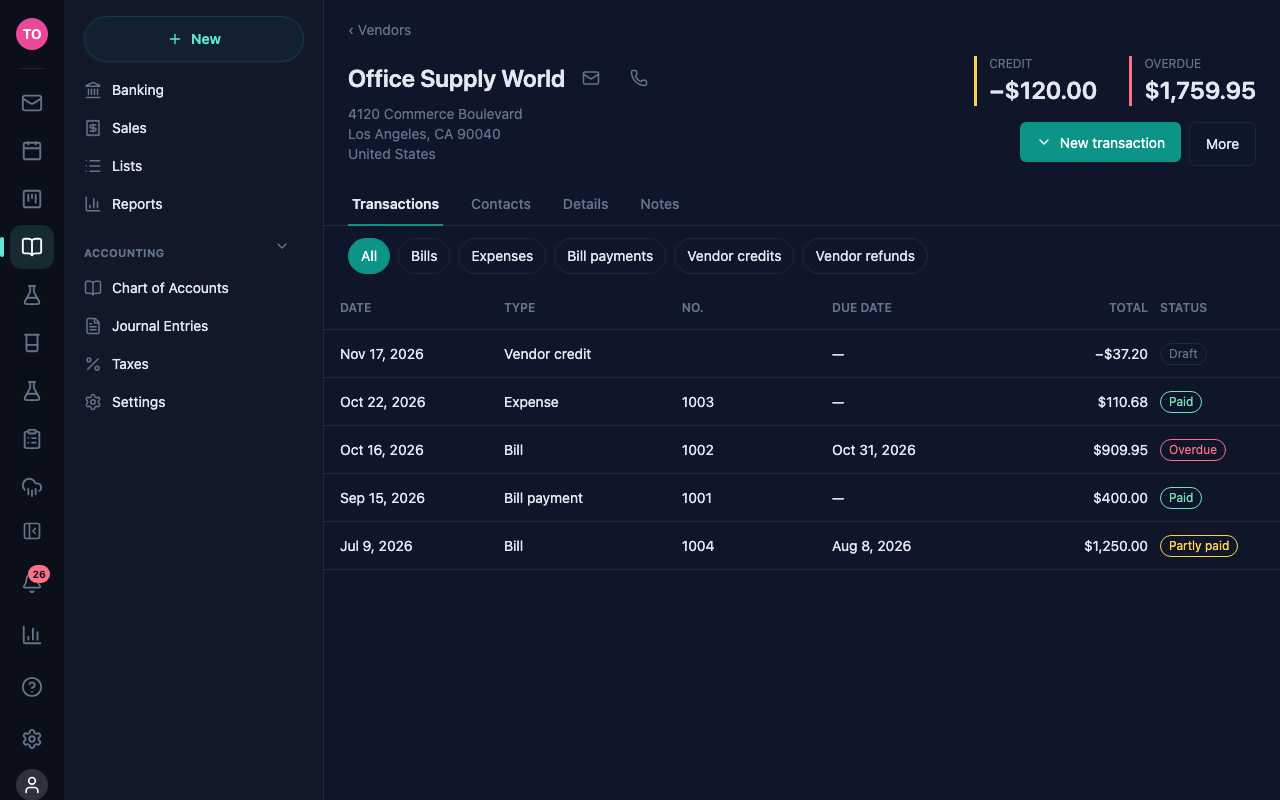 TO
26
+ New
Banking
Sales
Lists
Reports
ACCOUNTING
Chart of Accounts
Journal Entries
Taxes
Settings
‹ Vendors
Office Supply World
4120 Commerce Boulevard
Los Angeles, CA 90040
United States
CREDIT
–$120.00
OVERDUE
$1,759.95
New transaction
More
Transactions Contacts Details Notes
All Bills Expenses Bill payments Vendor credits Vendor refunds
DATE TYPE NO. DUE DATE TOTAL STATUS
Nov 17, 2026 Vendor credit — –$37.20 Draft
Oct 22, 2026 Expense 1003 — $110.68 Paid
Oct 16, 2026 Bill 1002 Oct 31, 2026 $909.95 Overdue
Sep 15, 2026 Bill payment 1001 — $400.00 Paid
Jul 9, 2026 Bill 1004 Aug 8, 2026 $1,250.00 Partly paid